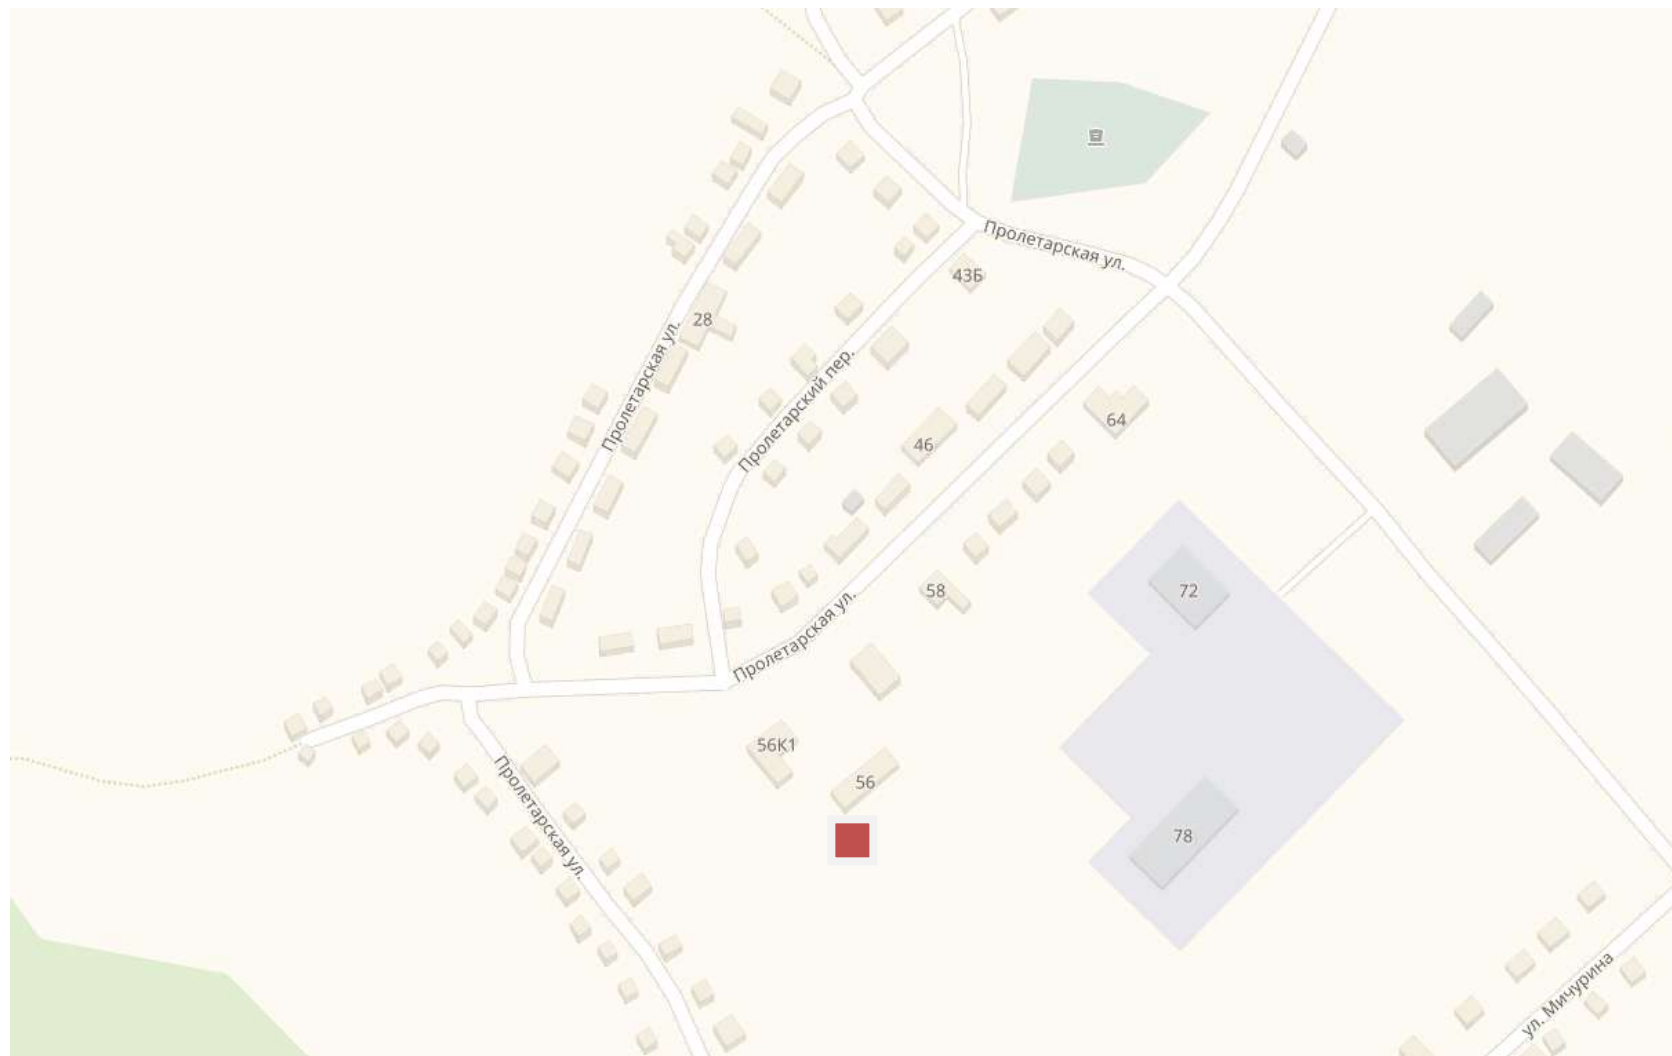 Пролетарская ул.
43Б
28
Пролетарская ул.
Пролетарский пер.
64
46
58
72
Пролетарская ул.
56К1
56
Пролетарская ул.
78
ул. Мичурина